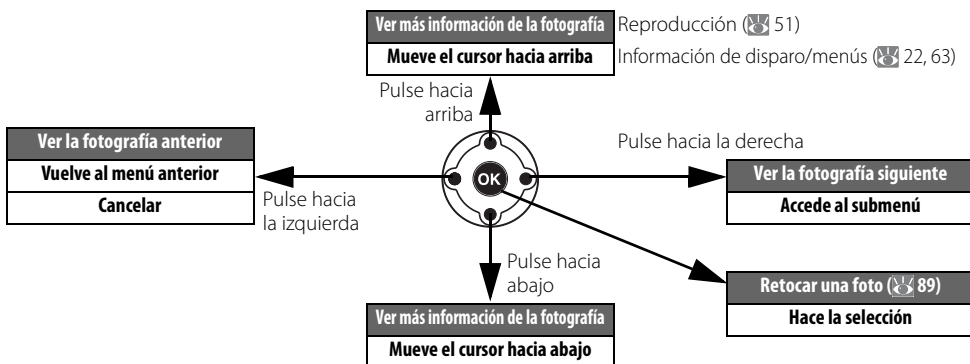 Ver más información de la fotografía
Reproducción (51)
Mueve el cursor hacia arriba
Información de disparo/menús (22, 63)
Pulse hacia
arriba
Pulse hacia la derecha
Ver la fotografía anterior
Vuelve al menú anterior
Cancelar
Pulse hacia
la izquierda
OK
Ver la fotografía siguiente
Accede al submenú
Pulse hacia
abajo
Retocar una foto (89)
Hace la selección
Ver más información de la fotografía
Mueve el cursor hacia abajo